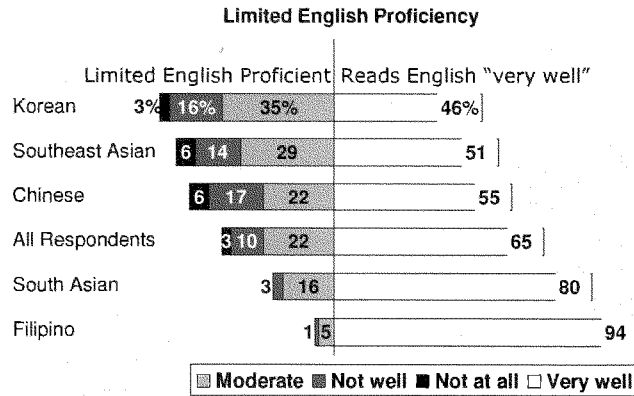 Limited English Proficiency
Limited English Proficient Reads English "very well"
Korean 3% 16% 35% 46%
Southeast Asian 6 14 29 51
Chinese 6 17 22 55
All Respondents 3 10 22 65
South Asian 3 16 80
Filipino 1 5 94
Moderate Not well Not at all Very well